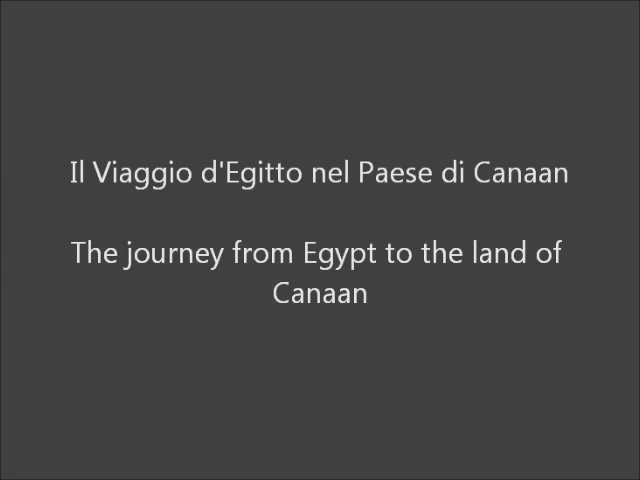 Il Viaggio d'Egitto nel Paese di Canaan
The journey from Egypt to the land of
Canaan